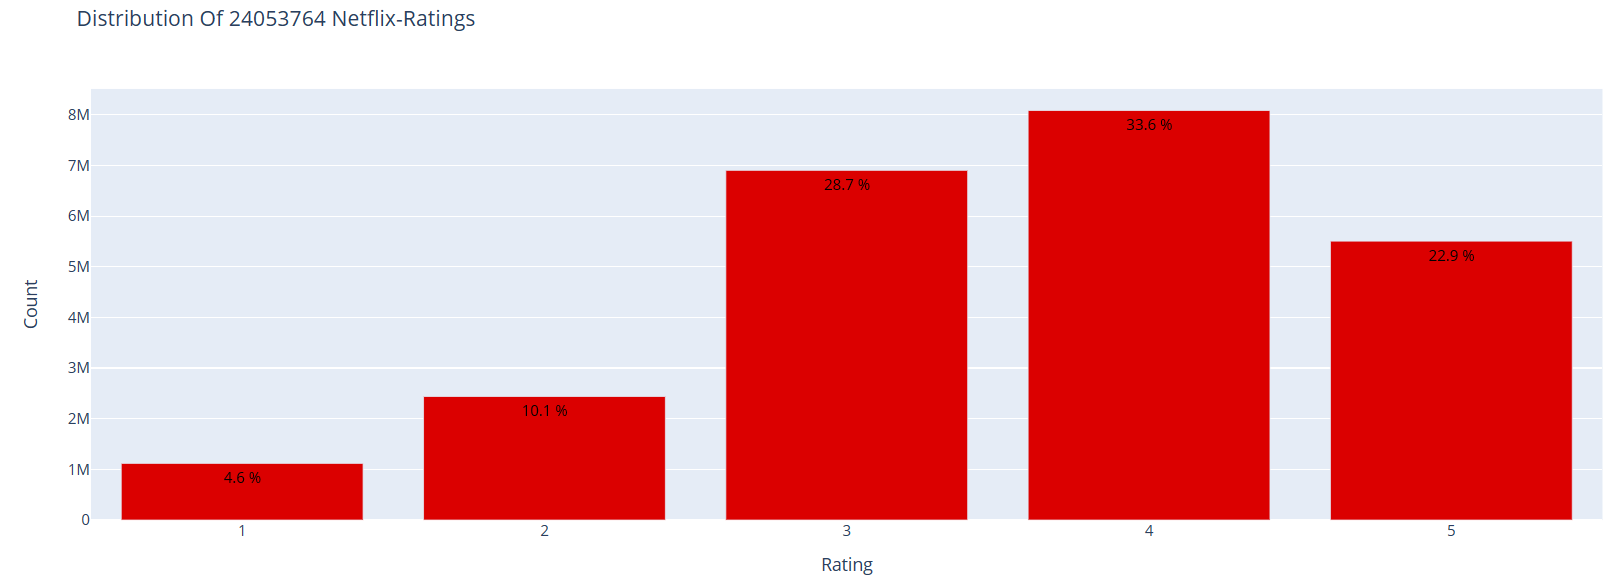 Distribution Of 24053764 Netflix-Ratings
8M
7M
6M
5M
4M
3M
2M
1M
0
Count
4.6 %
10.1 %
28.7 %
33.6 %
22.9 %
1
2
3
4
5
Rating